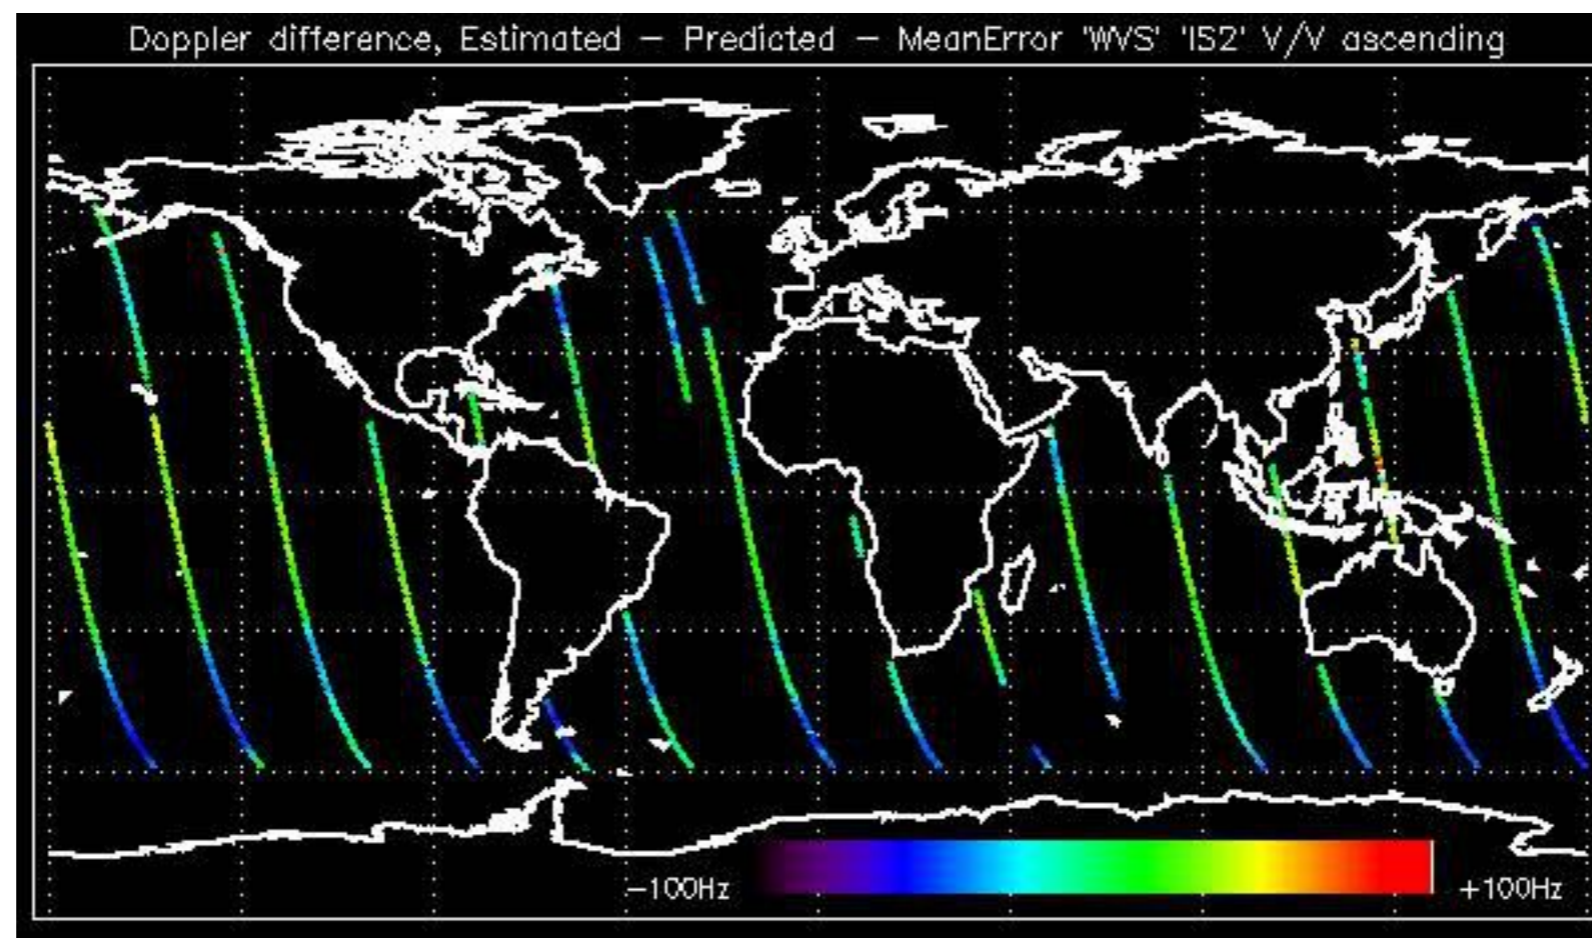 Doppler difference, Estimated − Predicted − MeanError 'WVS' 'IS2' V/V ascending
−100Hz
+100Hz